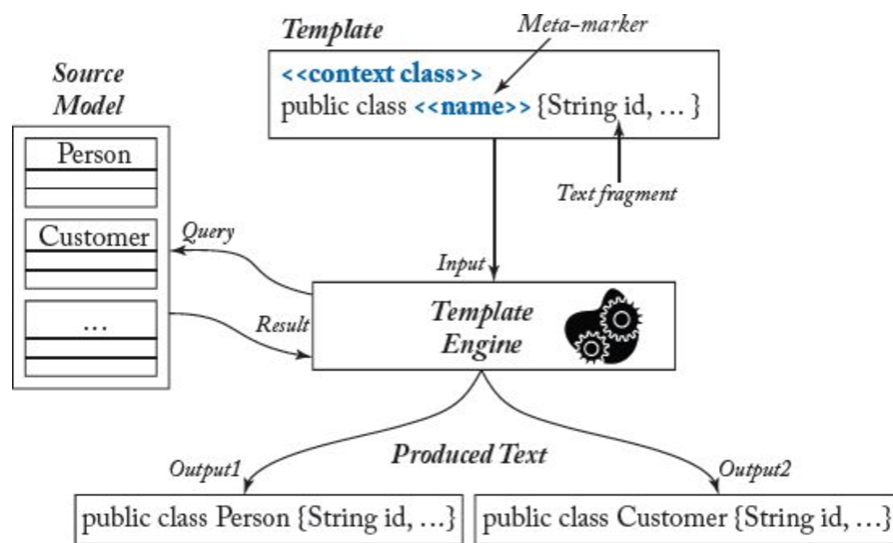 Template
Meta-marker
<<context class>>
public class <<name>> {String id, … }
Text fragment
Source
Model
Person
Customer
…
Query
Result
Input
Template
Engine
Produced Text
Output1
Output2
public class Person {String id, …}
public class Customer {String id, …}